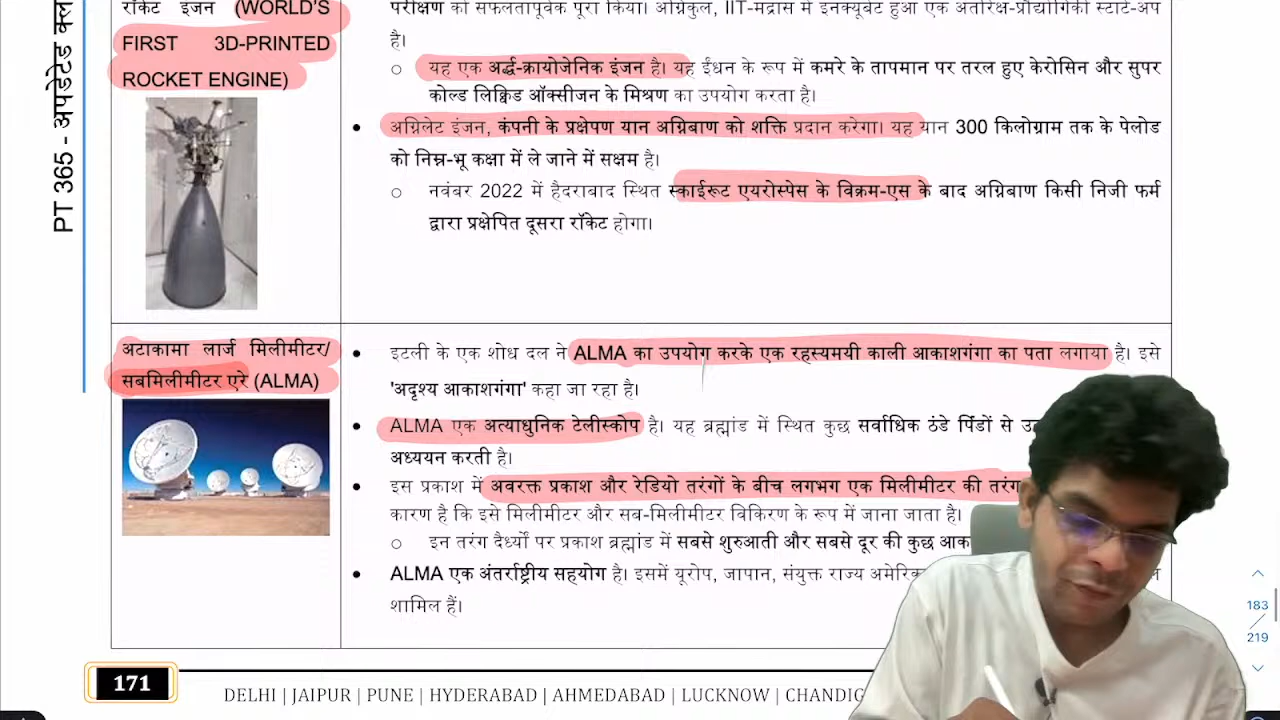 रॉकेट इंजन (WORLD'S
FIRST 3D-PRINTED
ROCKET ENGINE)
परीक्षण को सफलतापूर्वक पूरा किया। अग्निकुल, IIT-मद्रास में इनक्यूबेट हुआ एक अंतरिक्ष-प्रौद्योगिकी स्टार्ट-अप
है।
○ यह एक अर्द्ध-क्रायोजेनिक इंजन है। यह ईंधन के रूप में कमरे के तापमान पर तरल हुए केरोसिन और सुपर
कोल्ड लिक्विड ऑक्सीजन के मिश्रण का उपयोग करता है।
• अग्निलेट इंजन, कंपनी के प्रक्षेपण यान अग्निबाण को शक्ति प्रदान करेगा। यह यान 300 किलोग्राम तक के पेलोड
को निम्न-भू कक्षा में ले जाने में सक्षम है।
○ नवंबर 2022 में हैदराबाद स्थित स्काईरूट एयरोस्पेस के विक्रम-एस के बाद अग्निबाण किसी निजी फर्म
द्वारा प्रक्षेपित दूसरा रॉकेट होगा।
अटाकामा लार्ज मिलीमीटर/
सबमिलीमीटर एरे (ALMA)
• इटली के एक शोध दल ने ALMA का उपयोग करके एक रहस्यमयी काली आकाशगंगा का पता लगाया है। इसे
'अदृश्य आकाशगंगा' कहा जा रहा है।
• ALMA एक अत्याधुनिक टेलीस्कोप है। यह ब्रह्मांड में स्थित कुछ सर्वाधिक ठंडे पिंडों से
अध्ययन करती है।
• इस प्रकाश में अवरक्त प्रकाश और रेडियो तरंगों के बीच लगभग एक मिलीमीटर की
कारण है कि इसे मिलीमीटर और सब-मिलीमीटर विकिरण के रूप में जाना जाता है।
○ इन तरंग दैर्ध्यों पर प्रकाश ब्रह्मांड में सबसे शुरुआती और सबसे दूर की कुछ
• ALMA एक अंतर्राष्ट्रीय सहयोग है। इसमें यूरोप, जापान, संयुक्त राज्य
शामिल हैं।
PT 365 - अपडेटेड
171
DELHI | JAIPUR | PUNE | HYDERABAD | AHMEDABAD | LUCKNOW |
183
219